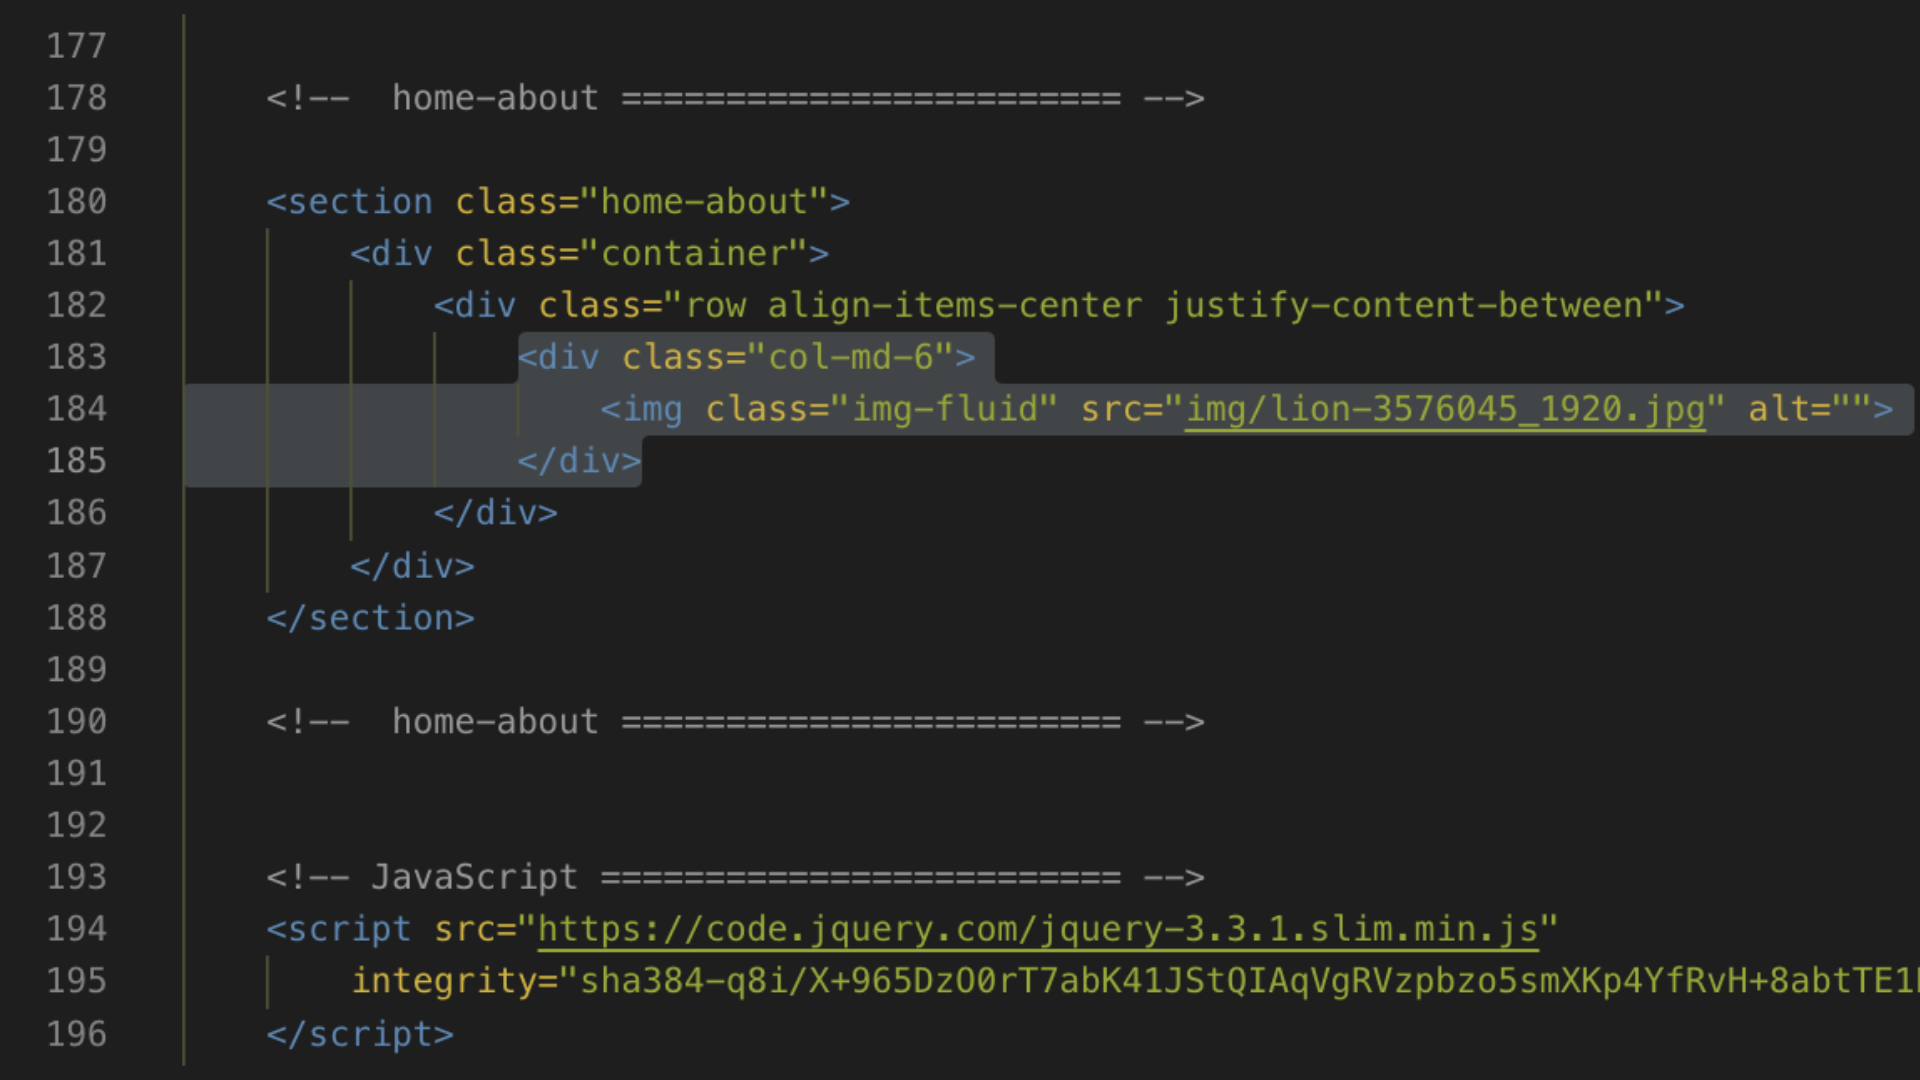 177
178 <!--  home-about ======================== -->
179
180 <section class="home-about">
181 <div class="container">
182 <div class="row align-items-center justify-content-between">
183 <div class="col-md-6">
184 <img class="img-fluid" src="img/lion-3576045_1920.jpg" alt="">
185 </div>
186 </div>
187 </div>
188 </section>
189
190 <!--  home-about ======================== -->
191
192
193 <!-- JavaScript ========================= -->
194 <script src="https://code.jquery.com/jquery-3.3.1.slim.min.js"
195 integrity="sha384-q8i/X+965DzO0rT7abK41JStQIAqVgRVzpbzo5smXKp4YfRvH+8abtTE1
196 </script>